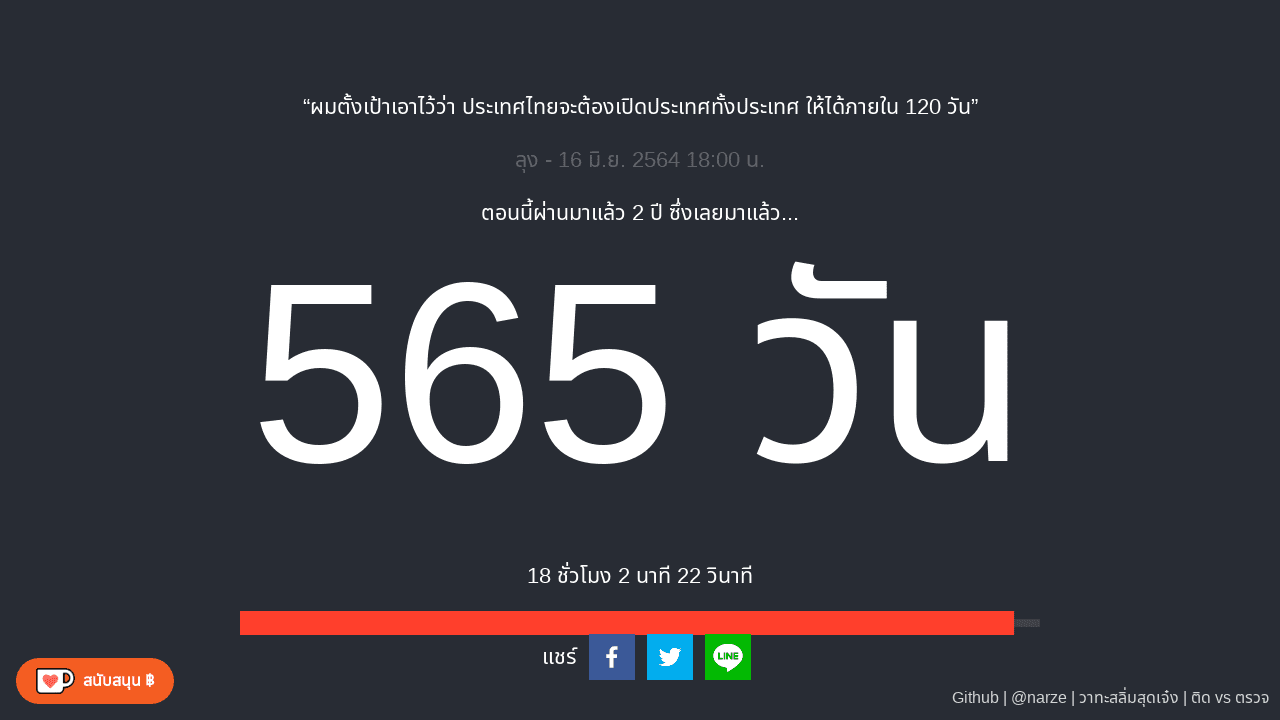 “ผมตั้งเป้าเอาไว้ว่า ประเทศไทยจะต้องเปิดประเทศทั้งประเทศ ให้ได้ภายใน 120 วัน”
ลุง - 16 มิ.ย. 2564 18:00 น.
ตอนนี้ผ่านมาแล้ว 2 ปี ซึ่งเลยมาแล้ว...
565 วัน
18 ชั่วโมง 2 นาที 22 วินาที
แชร์
LINE
สนับสนุน ฿
Github | @narze | วาทะสลิ่มสุดเจ๋ง | ติด vs ตรวจ